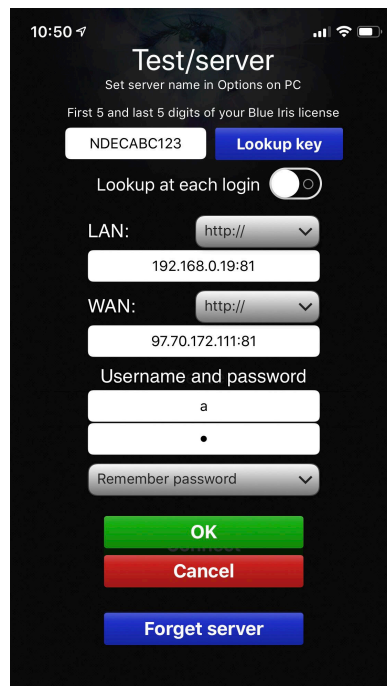 10:50
Test/server
Set server name in Options on PC
First 5 and last 5 digits of your Blue Iris license
NDECABC123 Lookup key
Lookup at each login
LAN: http://
192.168.0.19:81
WAN: http://
97.70.172.111:81
Username and password
a
•
Remember password
OK
Connect
Cancel
Forget server